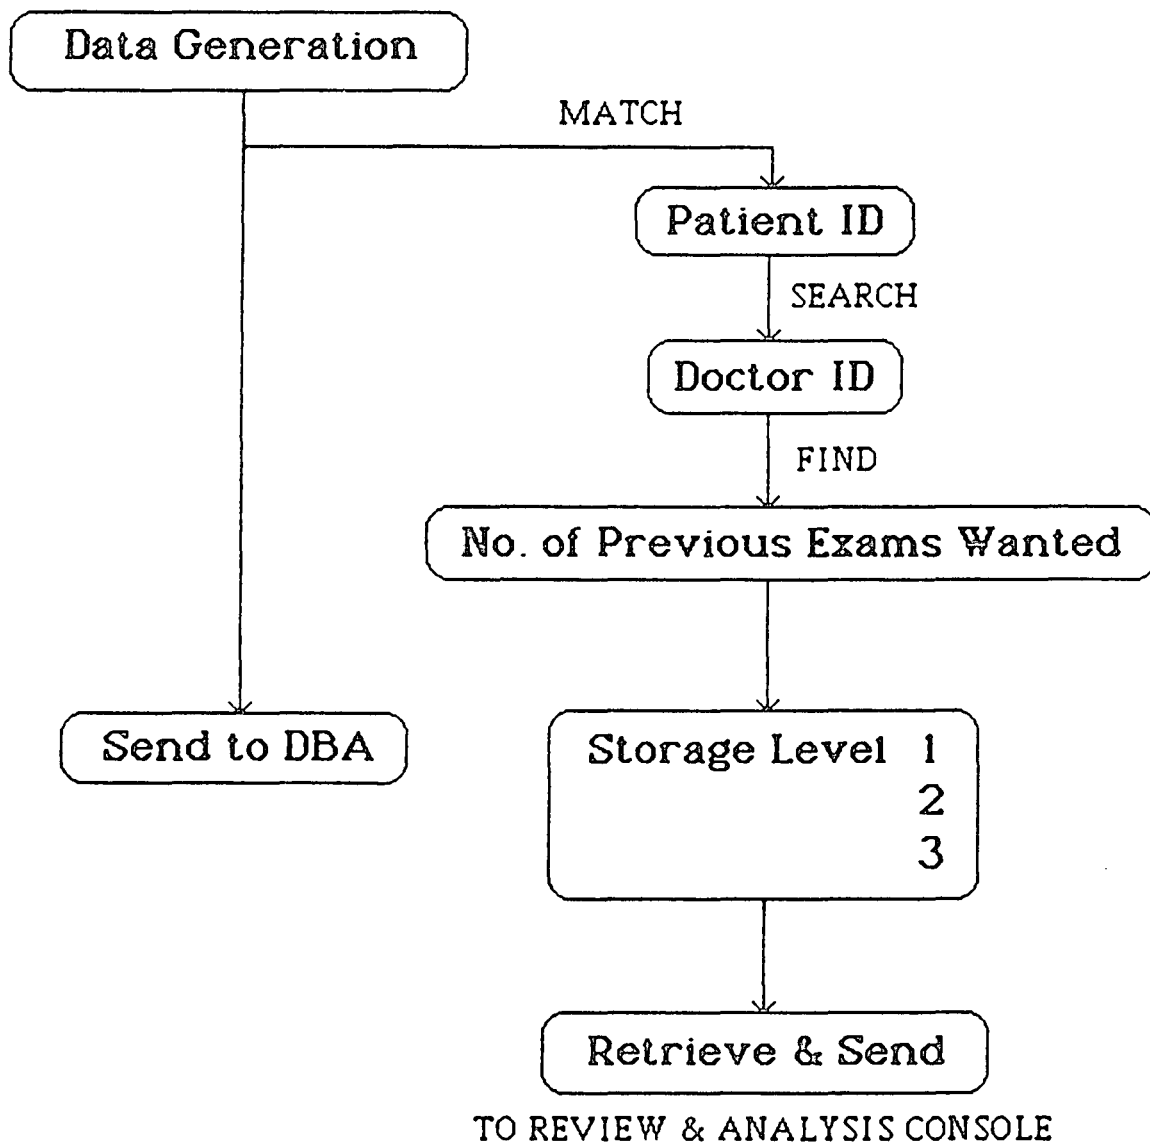 Data Generation
MATCH
Patient ID
SEARCH
Doctor ID
FIND
No. of Previous Exams Wanted
Send to DBA
Storage Level 1
2
3
Retrieve & Send
TO REVIEW & ANALYSIS CONSOLE